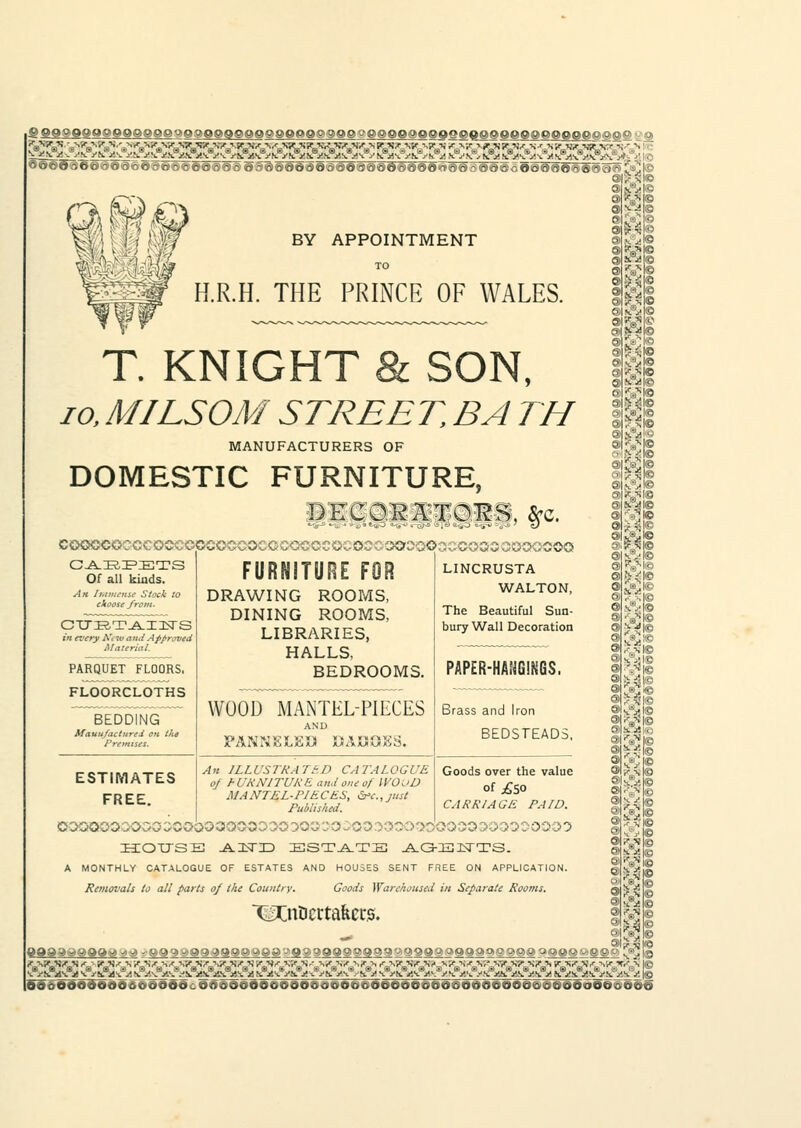 BY APPOINTMENT
TO
H.R.H. THE PRINCE OF WALES.
T. KNIGHT & SON,
10, MILSOM STREET, BATH
MANUFACTURERS OF
DOMESTIC FURNITURE,
DECORATORS, &c.
CARPETS
Of all kinds.
An Immense Stock to
choose from.
CURTAINS
in every New and Approved
Material.
PARQUET FLOORS,
FLOORCLOTHS
BEDDING
Manufactured on the
Premises.
FURNITURE FOR
DRAWING ROOMS,
DINING ROOMS,
LIBRARIES,
HALLS,
BEDROOMS.
WOOD MANTEL-PIECES
AND
PANNELED DADOES.
LINCRUSTA
WALTON,
The Beautiful Sun-
bury Wall Decoration
PAPER-HANGINGS,
Brass and Iron
BEDSTEADS,
ESTIMATES
FREE.
An ILLUSTRATED CATALOGUE
of FURNITURE and one of WOOD
MANTEL-PIECES, &c., just
Published.
Goods over the value
of £50
CARRIAGE PAID.
HOUSE AND ESTATE AGENTS.
A MONTHLY CATALOGUE OF ESTATES AND HOUSES SENT FREE ON APPLICATION.
Removals to all parts of the Country. Goods Warehoused in Separate Rooms.
Undertakers.